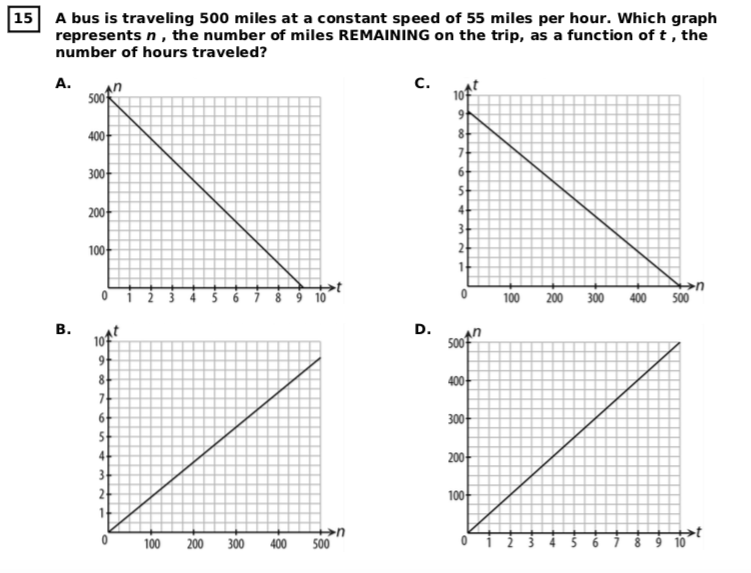 15 A bus is traveling 500 miles at a constant speed of 55 miles per hour. Which graph
represents n , the number of miles REMAINING on the trip, as a function of t , the
number of hours traveled?
A.
n
500
400
300
200
100
0 1 2 3 4 5 6 7 8 9 10 t
C.
t
10
9
8
7
6
5
4
3
2
1
0 100 200 300 400 500 n
B.
t
10
9
8
7
6
5
4
3
2
1
0 100 200 300 400 500 n
D.
n
500
400
300
200
100
0 1 2 3 4 5 6 7 8 9 10 t